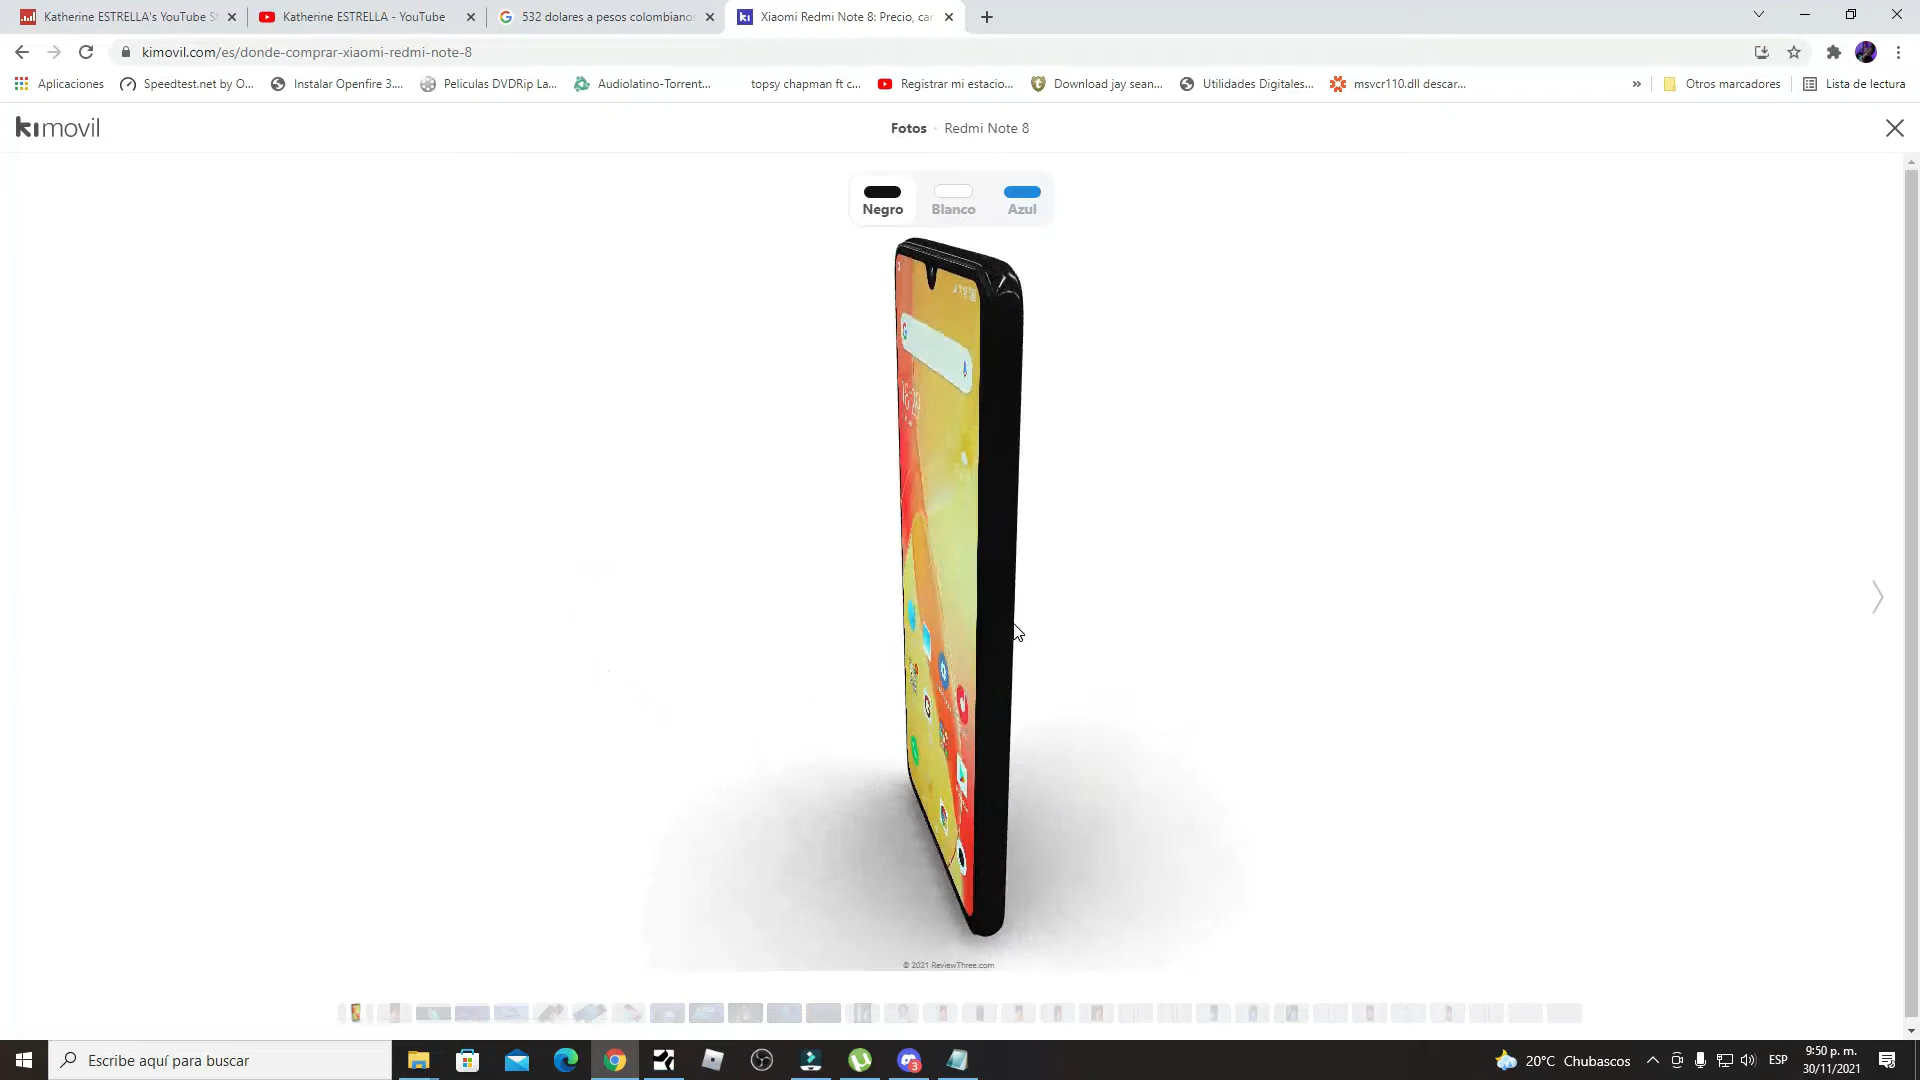 Katherine ESTRELLA's YouTube S
Katherine ESTRELLA - YouTube
532 dolares a pesos colombianos
Xiaomi Redmi Note 8: Precio, car
kimovil.com/es/donde-comprar-xiaomi-redmi-note-8
Aplicaciones
Speedtest.net by O...
Instalar Openfire 3....
Peliculas DVDRip La...
Audiolatino-Torrent...
topsy chapman ft c...
Registrar mi estacio...
Download jay sean...
Utilidades Digitales...
msvcr110.dll descar...
»
Otros marcadores
Lista de lectura
kimovil
Fotos · Redmi Note 8
Negro
Blanco
Azul
© 2021 ReviewThree.com
Escribe aquí para buscar
3
20°C Chubascos
ESP
9:50 p. m.
30/11/2021